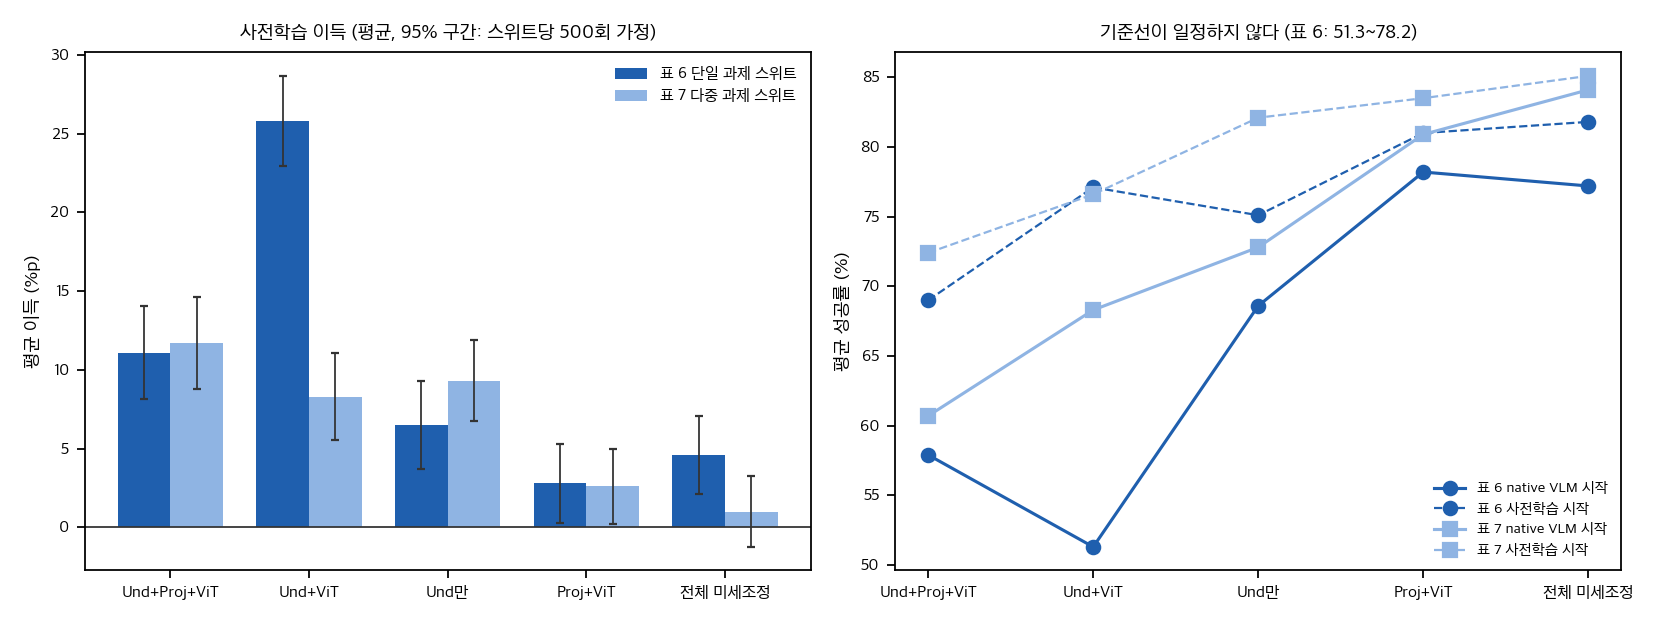 사전학습 이득 (평균, 95% 구간: 스위트당 500회 가정)
평균 이득 (%p)
30
25
20
15
10
5
0
표 6 단일 과제 스위트
표 7 다중 과제 스위트
Und+Proj+ViT
Und+ViT
Und만
Proj+ViT
전체 미세조정
기준선이 일정하지 않다 (표 6: 51.3~78.2)
평균 성공률 (%)
85
80
75
70
65
60
55
50
표 6 native VLM 시작
표 6 사전학습 시작
표 7 native VLM 시작
표 7 사전학습 시작
Und+Proj+ViT
Und+ViT
Und만
Proj+ViT
전체 미세조정